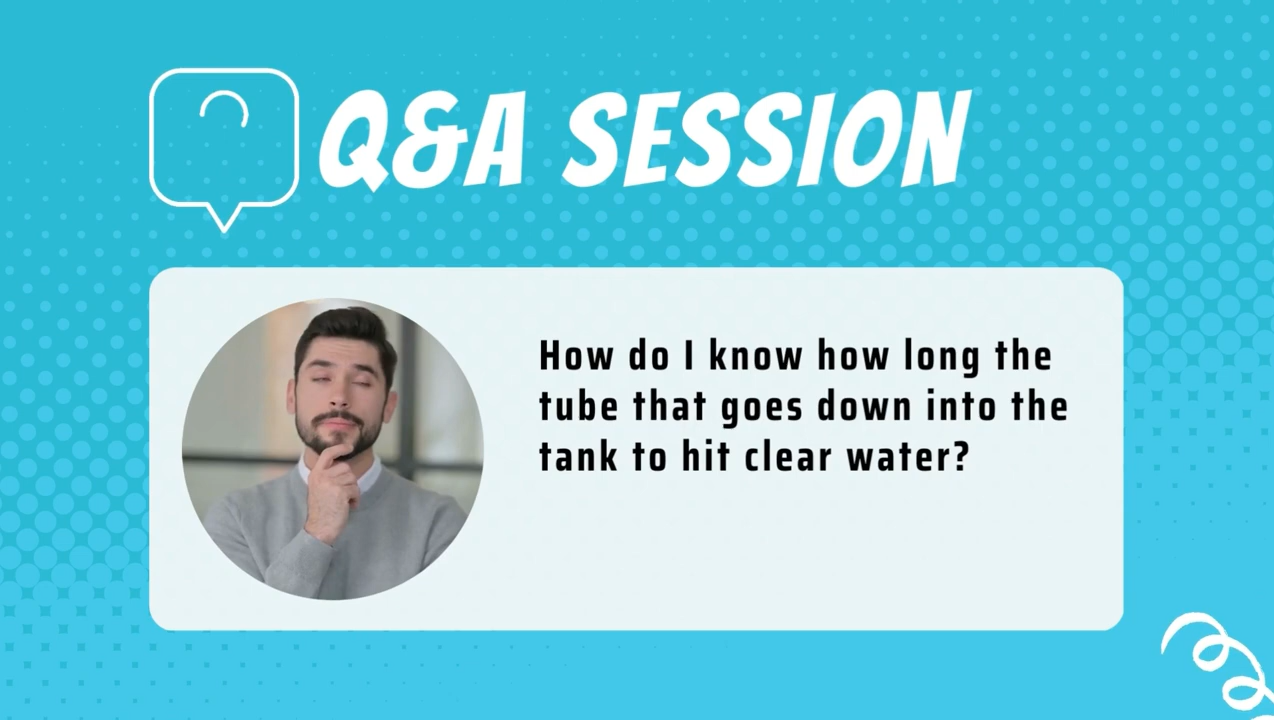 Q&A SESSION
How do I know how long the
tube that goes down into the
tank to hit clear water?